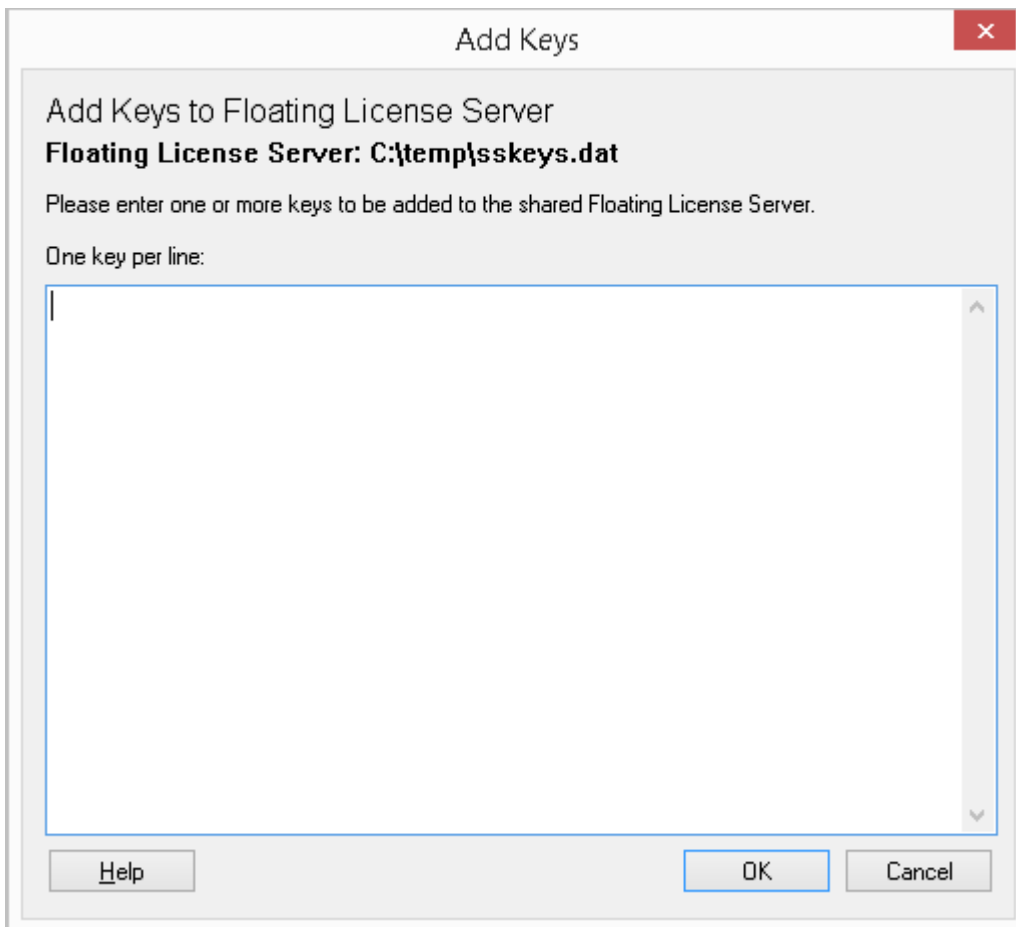 Add Keys
Add Keys to Floating License Server
Floating License Server: C:\temp\sskeys.dat
Please enter one or more keys to be added to the shared Floating License Server.
One key per line:
Help
OK
Cancel